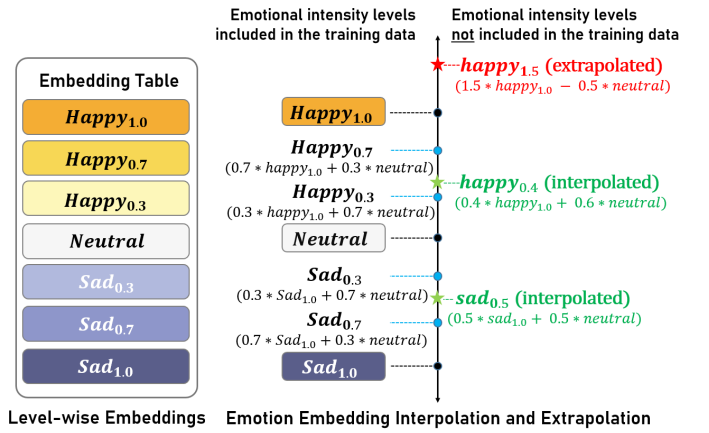 Embedding Table
Happy1.0
Happy0.7
Happy0.3
Neutral
Sad0.3
Sad0.7
Sad1.0
Level-wise Embeddings
Emotional intensity levels
included in the training data
Happy1.0
Happy0.7
(0.7 * happy1.0 + 0.3 * neutral)
Happy0.3
(0.3 * happy1.0 + 0.7 * neutral)
Neutral
Sad0.3
(0.3 * Sad1.0 + 0.7 * neutral)
Sad0.7
(0.7 * Sad1.0 + 0.3 * neutral)
Sad1.0
Emotional intensity levels
not included in the training data
happy1.5 (extrapolated)
(1.5 * happy1.0 − 0.5 * neutral)
happy0.4 (interpolated)
(0.4 * happy1.0 + 0.6 * neutral)
sad0.5 (interpolated)
(0.5 * sad1.0 + 0.5 * neutral)
Emotion Embedding Interpolation and Extrapolation